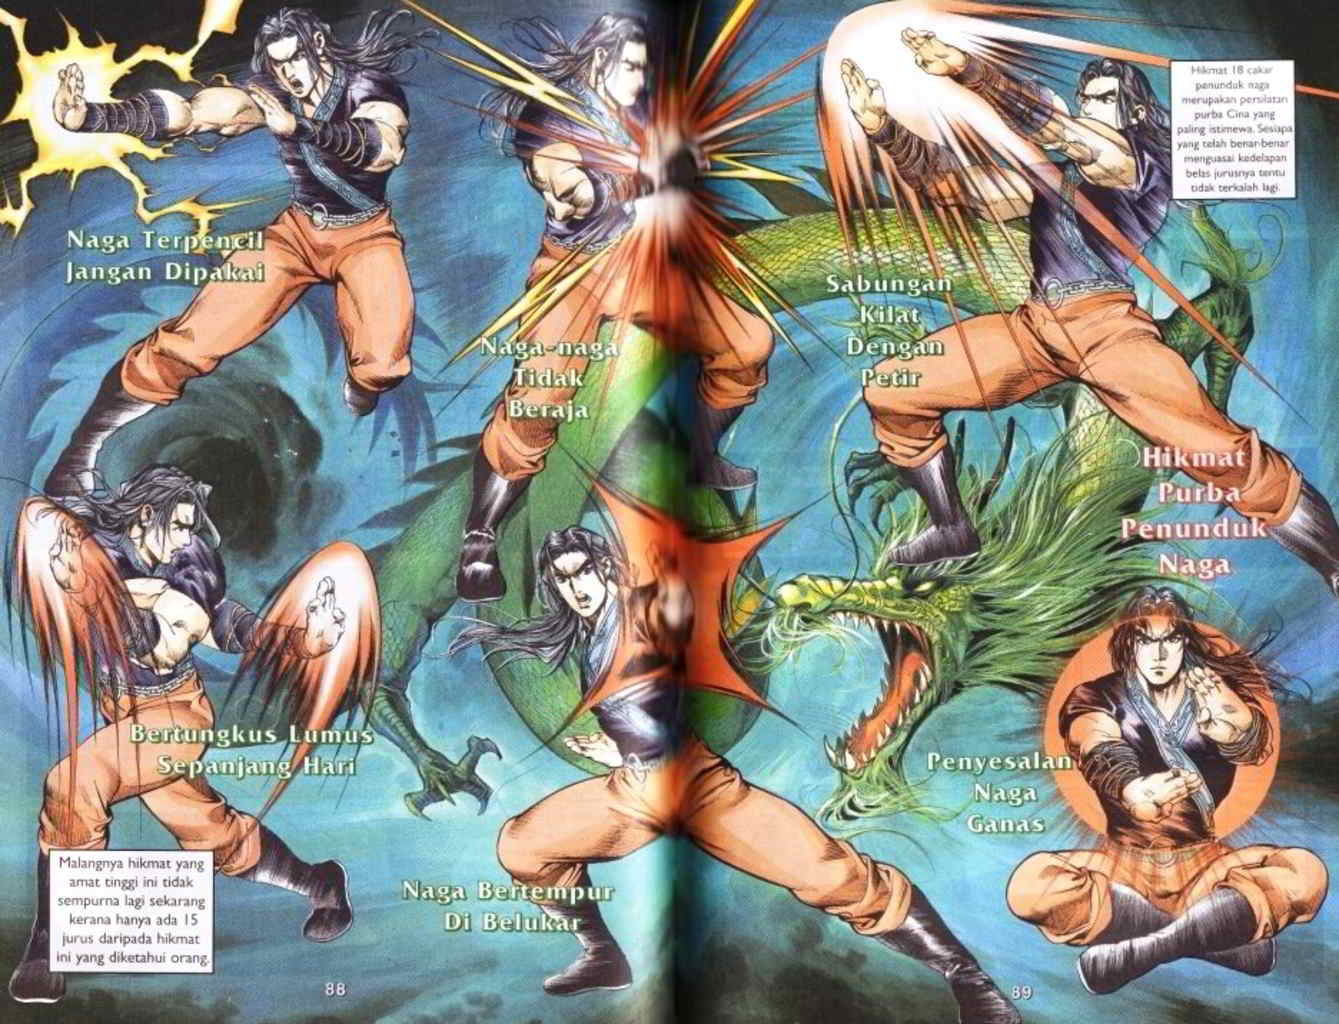 Naga Terpencil
Jangan Dipakai
Naga-naga
Tidak
Beraja
Sabungan
Kilat
Dengan
Petir
Hikmat 18 cakar
penunduk naga
merupakan persilatan
purba Cina yang
paling istimewa. Sesiapa
yang telah benar-benar
menguasai kedelapan
belas jurusnya tentu
tidak terkalah lagi.
Hikmat
Purba
Penunduk
Naga
Bertungkus Lumus
Sepanjang Hari
Penyesalan
Naga
Ganas
Malangnya hikmat yang
amat tinggi ini tidak
sempurna lagi sekarang
kerana hanya ada 15
jurus daripada hikmat
ini yang diketahui orang.
Naga Bertempur
Di Belukar
88
89